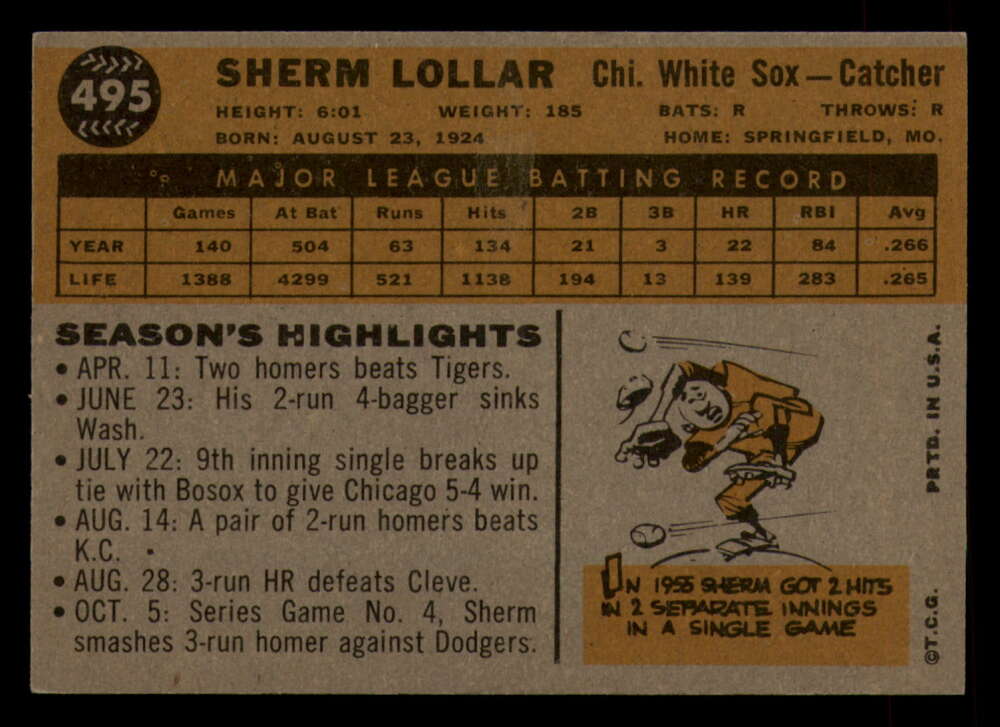 495
SHERM LOLLAR Chi. White Sox — Catcher
HEIGHT: 6:01 WEIGHT: 185 BATS: R THROWS: R
BORN: AUGUST 23, 1924 HOME: SPRINGFIELD, MO.
MAJOR LEAGUE BATTING RECORD
Games At Bat Runs Hits 2B 3B HR RBI Avg
YEAR 140 504 63 134 21 3 22 84 .266
LIFE 1388 4299 521 1138 194 13 139 283 .265
SEASON'S HIGHLIGHTS
• APR. 11: Two homers beats Tigers.
• JUNE 23: His 2-run 4-bagger sinks
Wash.
• JULY 22: 9th inning single breaks up
tie with Bosox to give Chicago 5-4 win.
• AUG. 14: A pair of 2-run homers beats
K.C.
• AUG. 28: 3-run HR defeats Cleve.
• OCT. 5: Series Game No. 4, Sherm
smashes 3-run homer against Dodgers.
IN 1955 SHERM GOT 2 HITS
IN 2 SEPARATE INNINGS
IN A SINGLE GAME
©T.C.G. PRTD. IN U.S.A.